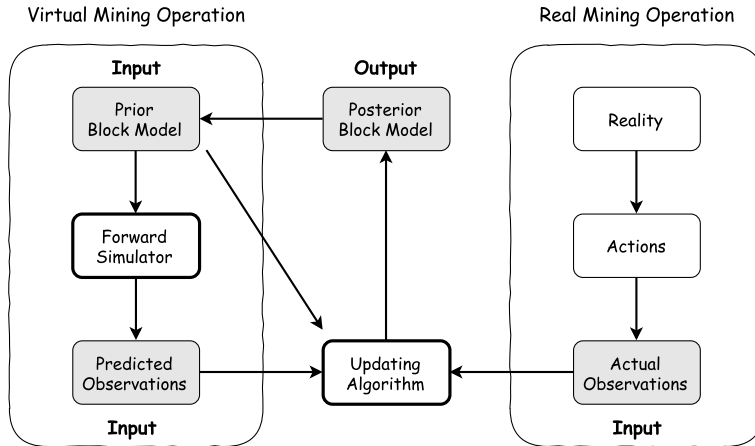 Virtual Mining Operation
Real Mining Operation
Input
Output
Prior
Block Model
Posterior
Block Model
Reality
Forward
Simulator
Actions
Predicted
Observations
Updating
Algorithm
Actual
Observations
Input
Input